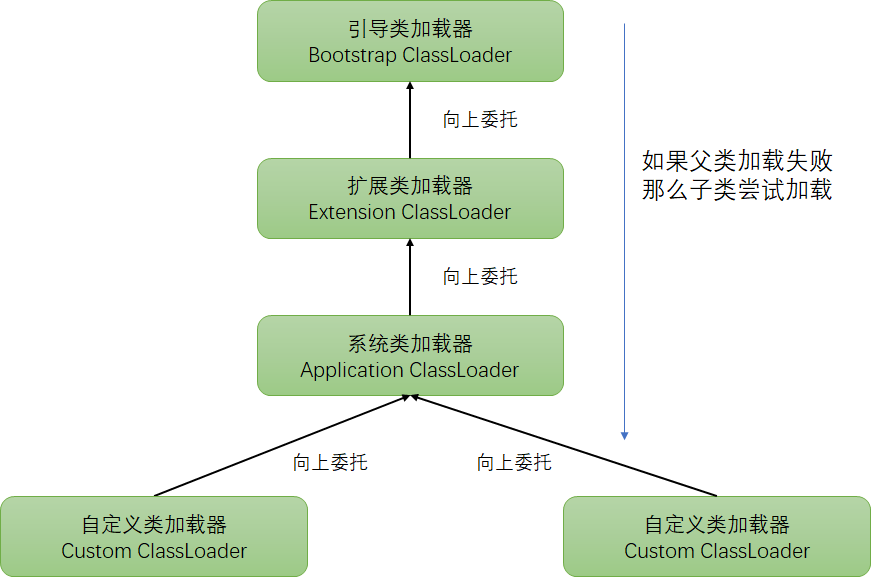 引导类加载器
Bootstrap ClassLoader
向上委托
如果父类加载失败
那么子类尝试加载
扩展类加载器
Extension ClassLoader
向上委托
系统类加载器
Application ClassLoader
向上委托
向上委托
自定义类加载器
Custom ClassLoader
自定义类加载器
Custom ClassLoader